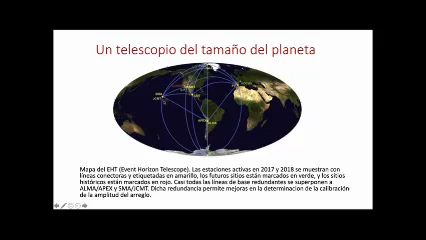 Un telescopio del tamaño del planeta
Mapa del EHT (Event Horizon Telescope). Las estaciones activas en 2017 y 2018 se muestran con
líneas conectoras y etiquetadas en amarillo, los futuros sitios están marcados en verde, y los sitios
históricos están marcados en rojo. Casi todas las líneas de base redundantes se superponen a
ALMA/APEX y SMA/JCMT. Dicha redundancia permite mejoras en la determinacion de la calibración
de la amplitud del arreglo.